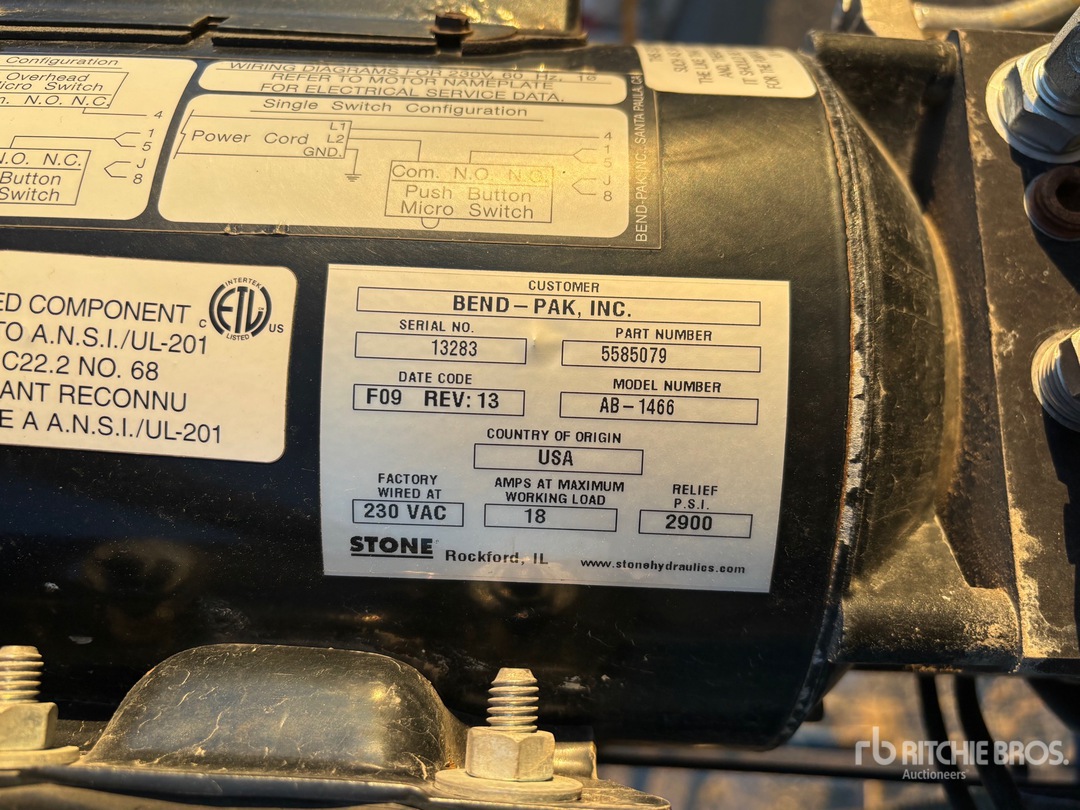 Configuration
Overhead
Micro Switch
N.O. N.C.
4
1
5
J
8
N.O. N.C.
Button
Switch
WIRING DIAGRAMS FOR 230V, 60 Hz, 1Ø
REFER TO MOTOR NAMEPLATE
FOR ELECTRICAL SERVICE DATA.
Single Switch Configuration
Power Cord
L1
L2
GND.
4
1
5
J
8
Com. N.O. N.O.
Push Button
Micro Switch
BEND-PAK INC. SANTA PAULA, CA
ED COMPONENT
TO A.N.S.I./UL-201
C22.2 NO. 68
ANT RECONNU
E A A.N.S.I./UL-201
INTERTEK
C ETL US
LISTED
CUSTOMER
BEND-PAK, INC.
SERIAL NO. PART NUMBER
13283 5585079
DATE CODE MODEL NUMBER
F09 REV: 13 AB-1466
COUNTRY OF ORIGIN
USA
FACTORY WIRED AT
230 VAC
AMPS AT MAXIMUM WORKING LOAD
18
RELIEF P.S.I.
2900
STONE Rockford, IL www.stonehydraulics.com
rb RITCHIE BROS.
Auctioneers